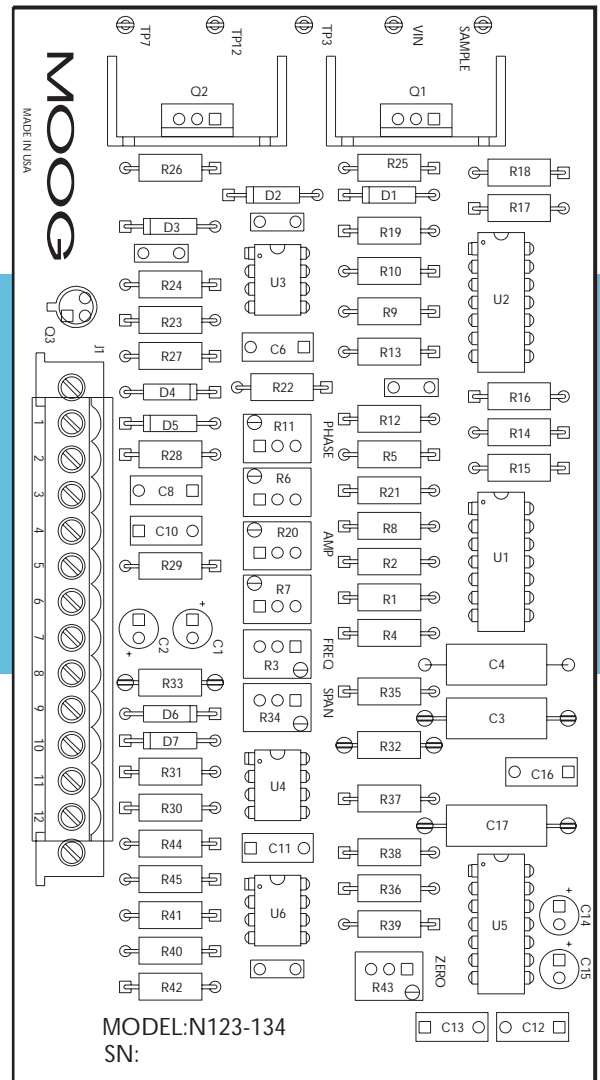 TP7 TP12 TP3 VIN SAMPLE
MOOG
MADE IN USA
Q2 Q1
R26 R25 R18
D2 D1 R17
D3 R19
U3 R10 U2
R24
R23 R9
C6 R13
Q3 J1
R27
R22 R16
D4
R11 PHASE R12 R14
D5
R28 R5 R15
R6 R21
C8
R20 AMP R8 U1
C10
R29 R2
R7 R1
C2 C1 R4
R3 FREQ C4
R33 R35
R34 SPAN C3
D6
R32
D7
R31 U4 C16
R30 R37
C17
R44 C11 R38
R45 R36 C14
R41 U6 R39 U5
R40 ZERO C15
R42 R43
C13 C12
1
2
3
4
5
6
7
8
9
10
11
12
+
+
+
+
MODEL:N123-134
SN: